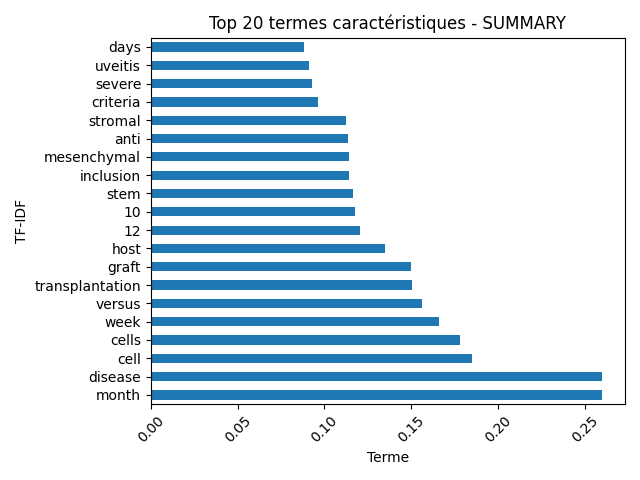 Top 20 termes caractéristiques - SUMMARY
days
uveitis
severe
criteria
stromal
anti
mesenchymal
inclusion
stem
10
12
host
graft
transplantation
versus
week
cells
cell
disease
month
TF-IDF
0.00
0.05
0.10
0.15
0.20
0.25
Terme